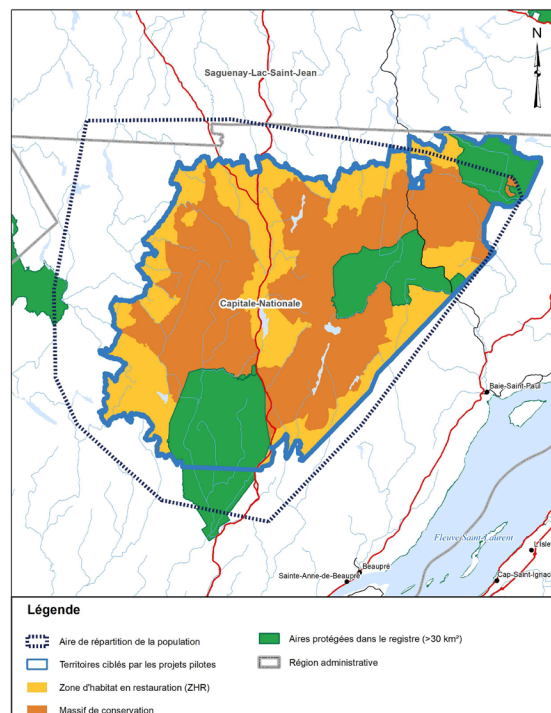 N
Saguenay-Lac-Saint-Jean
Capitale-Nationale
Baie-Saint-Paul
Fleuve Saint-Laurent
L'Isle
Beaupré
Sainte-Anne-de-Beaupré
Cap-Saint-Ignac
Légende
Aire de répartition de la population
Aires protégées dans le registre (>30 km²)
Territoires ciblés par les projets pilotes
Région administrative
Zone d'habitat en restauration (ZHR)
Massif de conservation